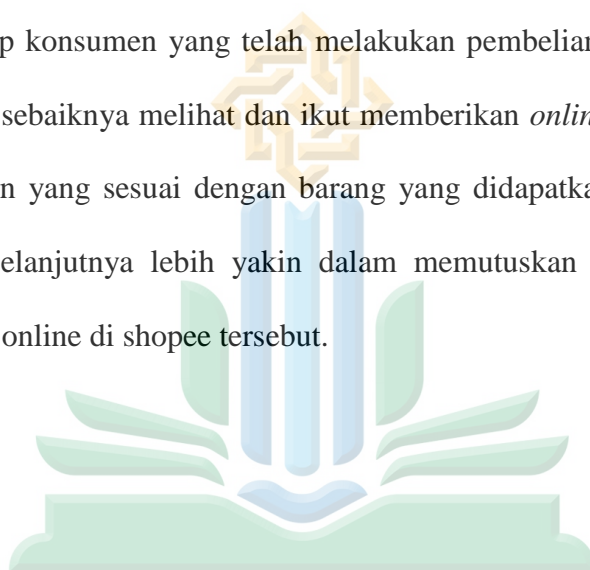 p konsumen yang telah melakukan pembelian
sebaiknya melihat dan ikut memberikan onlin
n yang sesuai dengan barang yang didapatka
elanjutnya lebih yakin dalam memutuskan
online di shopee tersebut.